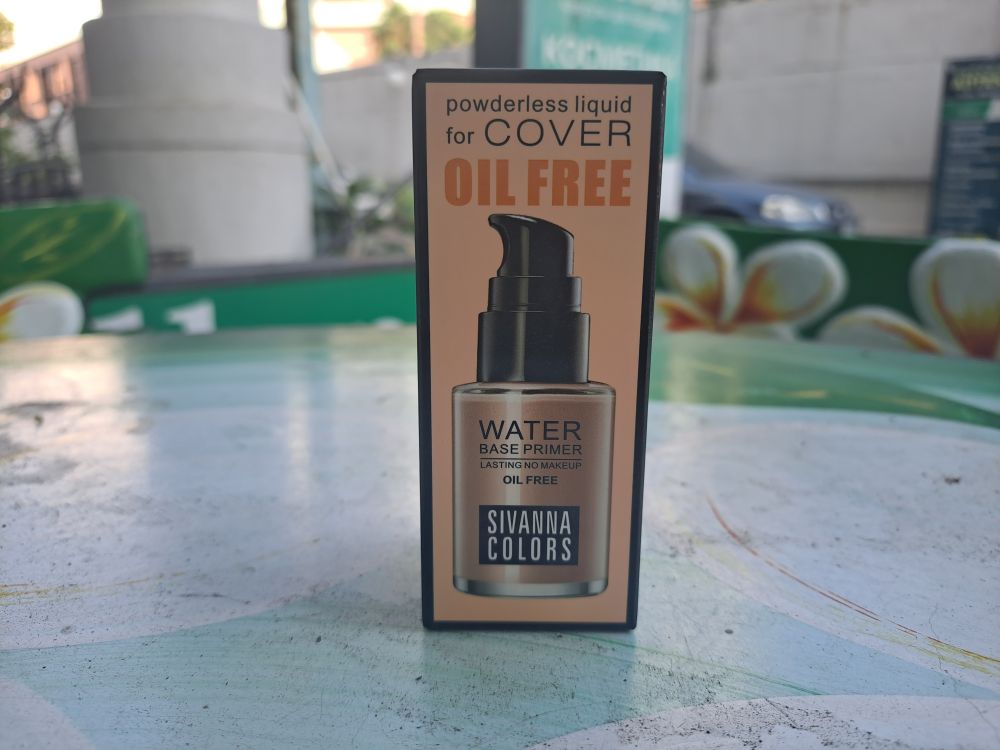 powderless liquid
for COVER
OIL FREE
WATER
BASE PRIMER
LASTING NO MAKEUP
OIL FREE
SIVANNA
COLORS